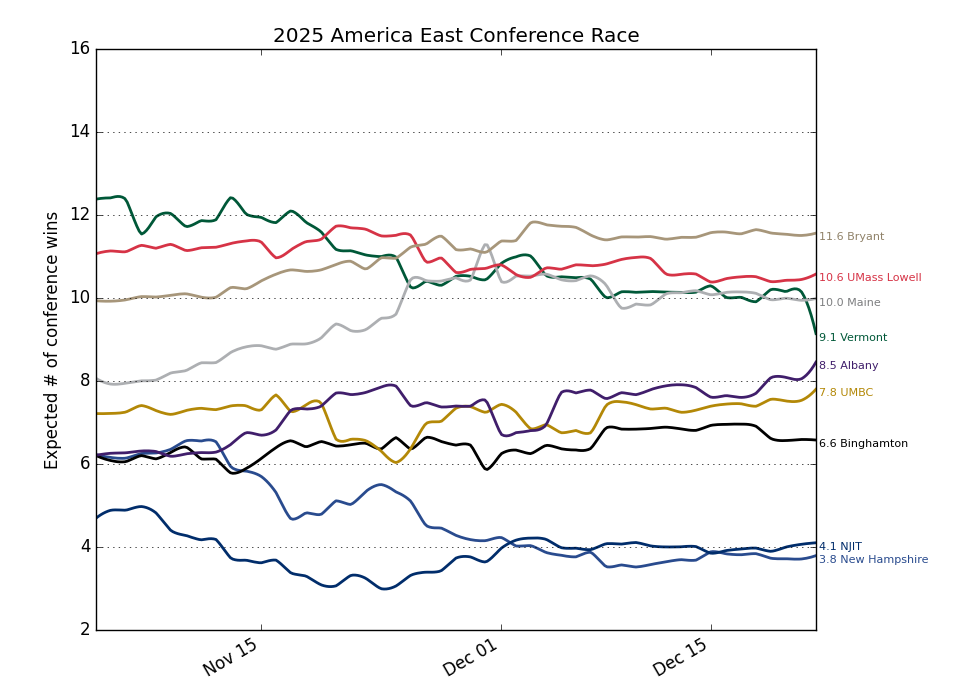 2025 America East Conference Race
Expected # of conference wins
16
14
12
10
8
6
4
2
11.6 Bryant
10.6 UMass Lowell
10.0 Maine
9.1 Vermont
8.5 Albany
7.8 UMBC
6.6 Binghamton
4.1 NJIT
3.8 New Hampshire
Nov 15
Dec 01
Dec 15